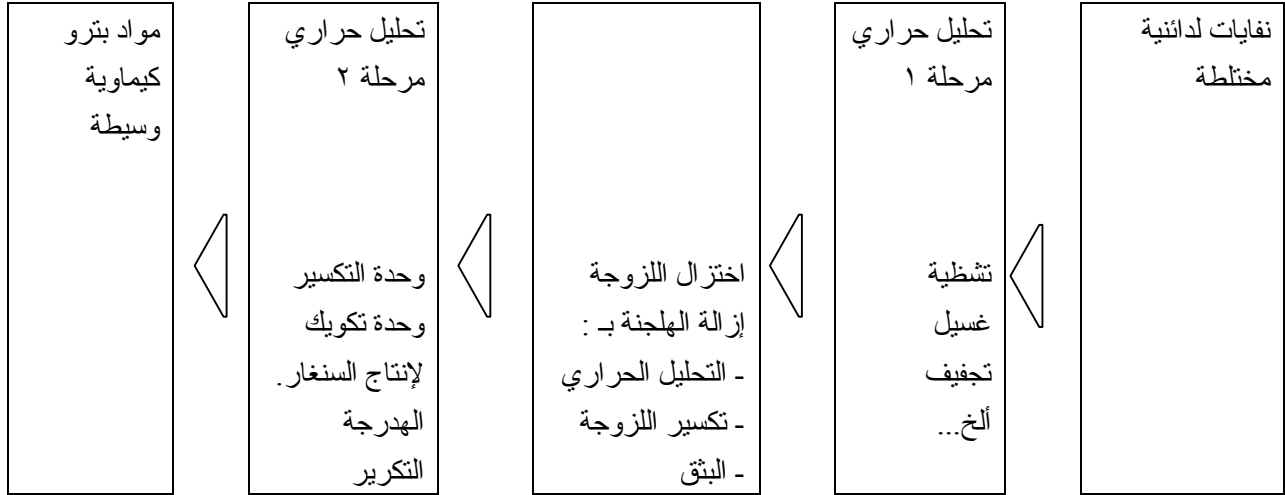 نفايات لدائنية
مختلطة
تحليل حراري
مرحلة ١
تشظية
غسيل
تجفيف
ألخ...
اختزال اللزوجة
إزالة الهلجنة بـ :
- التحليل الحراري
- تكسير اللزوجة
- البثق
تحليل حراري
مرحلة ٢
وحدة التكسير
وحدة تكويك
لإنتاج السنغار.
الهدرجة
التكرير
مواد بترو
كيماوية
وسيطة